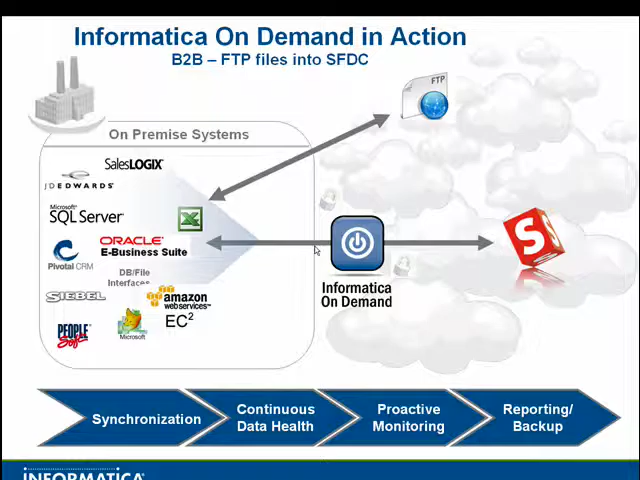 Informatica On Demand in Action
B2B – FTP files into SFDC
FTP
On Premise Systems
SALESLOGIX
JDEDWARDS
Microsoft
SQL Server
ORACLE
E-Business Suite
Pivotal CRM
DB/File
Interfaces
SIEBEL
amazon
webservices™
EC²
PEOPLE
Soft
Microsoft
S
Informatica
On Demand
Synchronization
Continuous
Data Health
Proactive
Monitoring
Reporting/
Backup
INFORMATICA